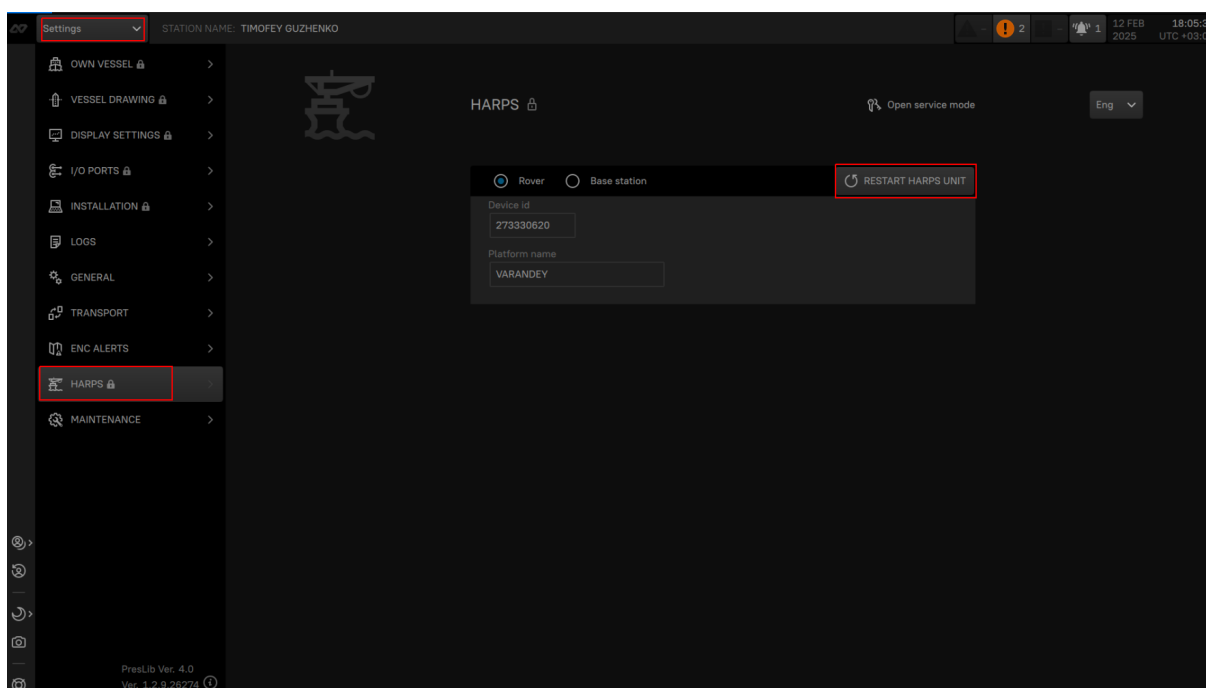 Settings
STATION NAME: TIMOFEY GUZHENKO
2
-
1
12 FEB
2025
18:05:3
UTC +03:0
OWN VESSEL
VESSEL DRAWING
DISPLAY SETTINGS
I/O PORTS
INSTALLATION
LOGS
GENERAL
TRANSPORT
ENC ALERTS
HARPS
MAINTENANCE
PresLib Ver. 4.0
Ver. 1.2.9.26274
HARPS
Open service mode
Eng
Rover
Base station
RESTART HARPS UNIT
Device id
273330620
Platform name
VARANDEY